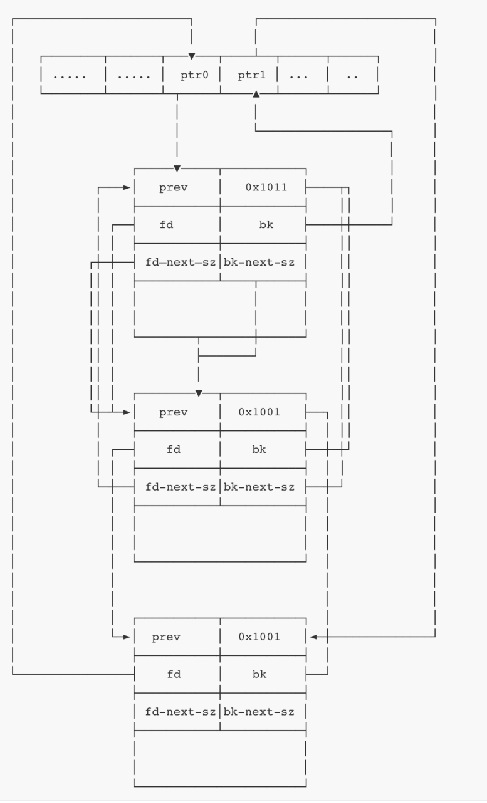 ..... ..... ptr0 ptr1 ... ..
prev 0x1011
fd bk
fd-next-sz bk-next-sz
prev 0x1001
fd bk
fd-next-sz bk-next-sz
prev 0x1001
fd bk
fd-next-sz bk-next-sz